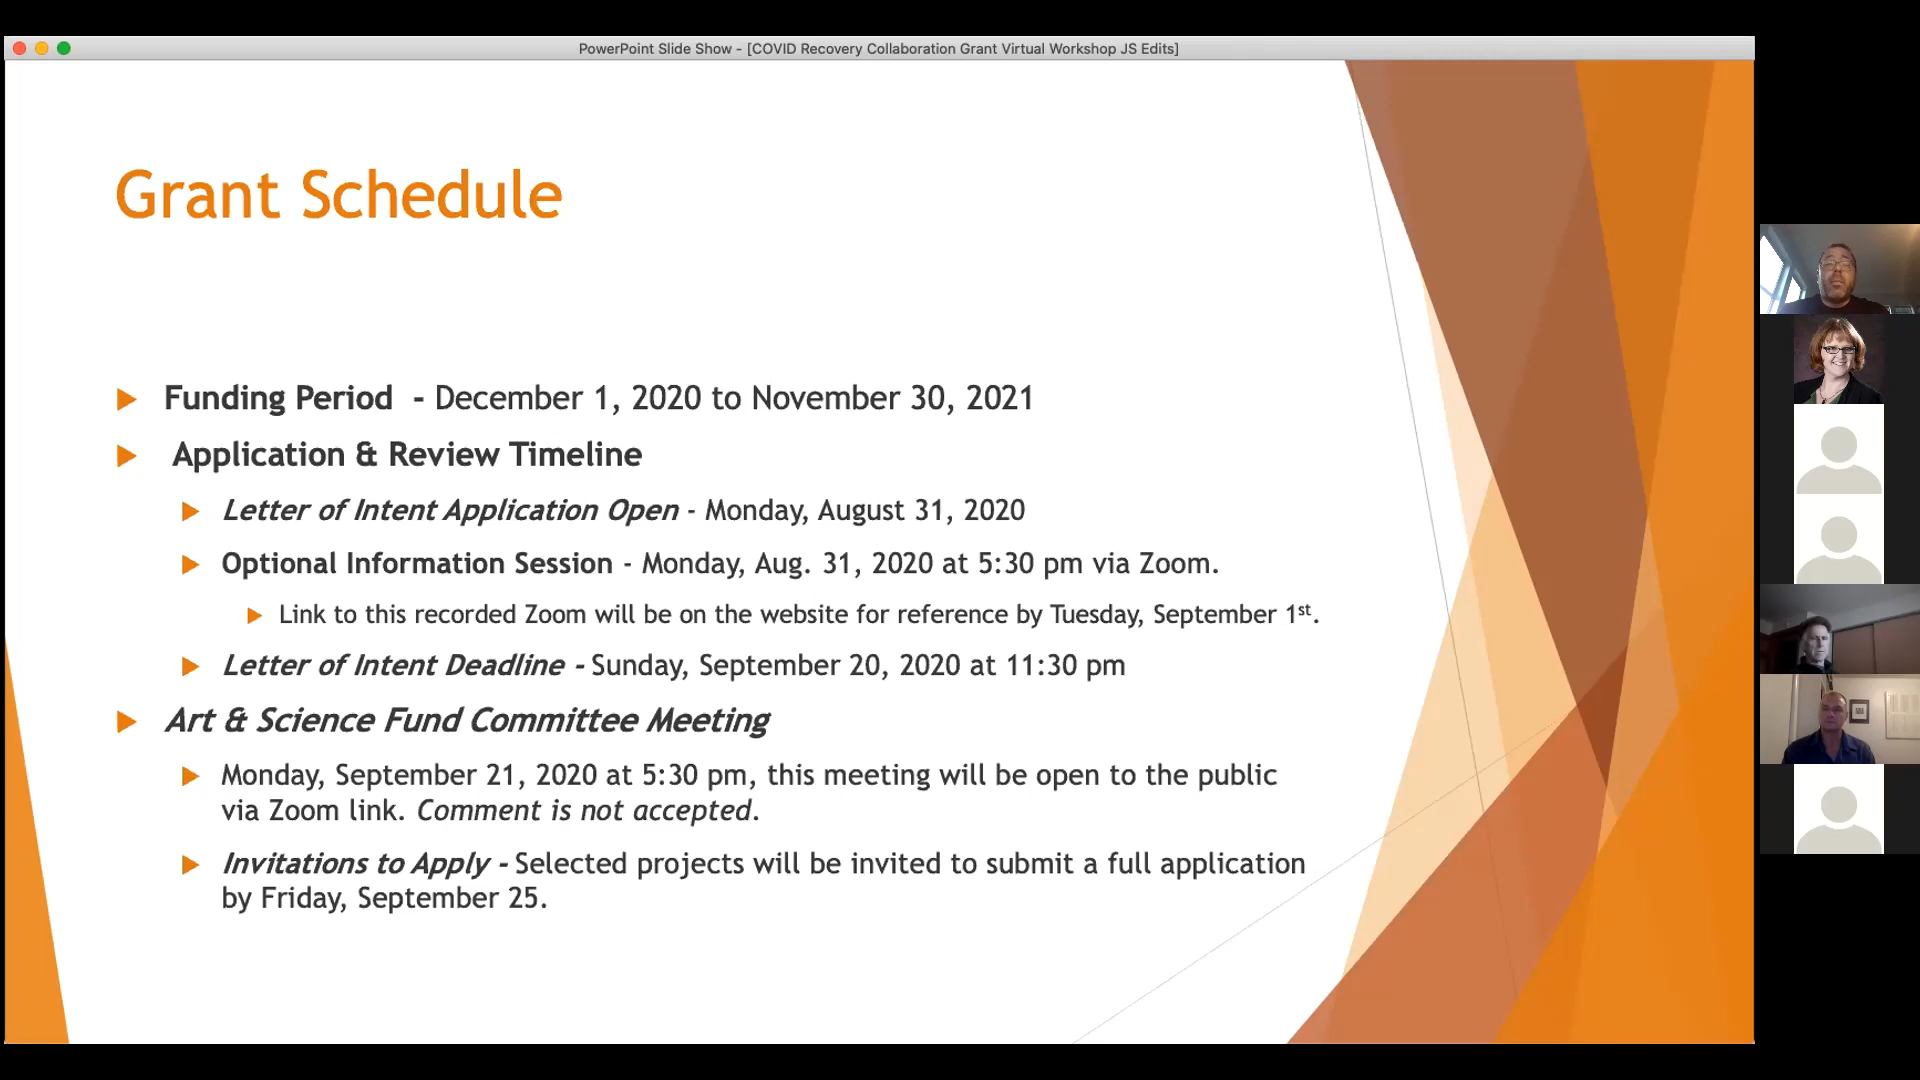 PowerPoint Slide Show - [COVID Recovery Collaboration Grant Virtual Workshop JS Edits]
Grant Schedule
Funding Period - December 1, 2020 to November 30, 2021
Application & Review Timeline
Letter of Intent Application Open - Monday, August 31, 2020
Optional Information Session - Monday, Aug. 31, 2020 at 5:30 pm via Zoom.
Link to this recorded Zoom will be on the website for reference by Tuesday, September 1st.
Letter of Intent Deadline - Sunday, September 20, 2020 at 11:30 pm
Art & Science Fund Committee Meeting
Monday, September 21, 2020 at 5:30 pm, this meeting will be open to the public
via Zoom link. Comment is not accepted.
Invitations to Apply - Selected projects will be invited to submit a full application
by Friday, September 25.